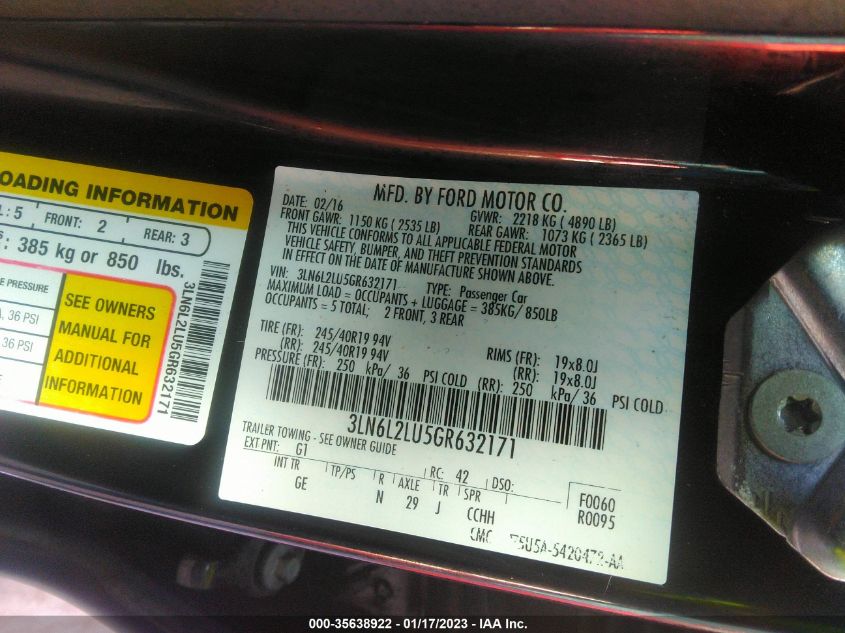 OADING INFORMATION
: 5 FRONT: 2 REAR: 3
: 385 kg or 850 lbs.
E PRESSURE
, 36 PSI
36 PSI
SEE OWNERS
MANUAL FOR
ADDITIONAL
INFORMATION
3LN6L2LU5GR632171
MFD. BY FORD MOTOR CO.
DATE: 02/16 GVWR: 2218 KG ( 4890 LB)
FRONT GAWR: 1150 KG ( 2535 LB) REAR GAWR: 1073 KG ( 2365 LB)
THIS VEHICLE CONFORMS TO ALL APPLICABLE FEDERAL MOTOR
VEHICLE SAFETY, BUMPER, AND THEFT PREVENTION STANDARDS
IN EFFECT ON THE DATE OF MANUFACTURE SHOWN ABOVE.
VIN: 3LN6L2LU5GR632171 TYPE: Passenger Car
MAXIMUM LOAD = OCCUPANTS + LUGGAGE = 385KG/ 850LB
OCCUPANTS = 5 TOTAL; 2 FRONT, 3 REAR
TIRE (FR): 245/40R19 94V RIMS (FR): 19x8.0J
(RR): 245/40R19 94V (RR): 19x8.0J
PRESSURE (FR): 250 kPa/ 36 PSI COLD (RR): 250 kPa/ 36 PSI COLD
3LN6L2LU5GR632171
TRAILER TOWING - SEE OWNER GUIDE
EXT PNT: G1 RC: 42 DSO:
INT TR TP/PS R AXLE TR SPR F0060
GE N 29 J CCHH R0095
CMC 5U5A-5420472-AA
000-35638922 - 01/17/2023 - IAA Inc.